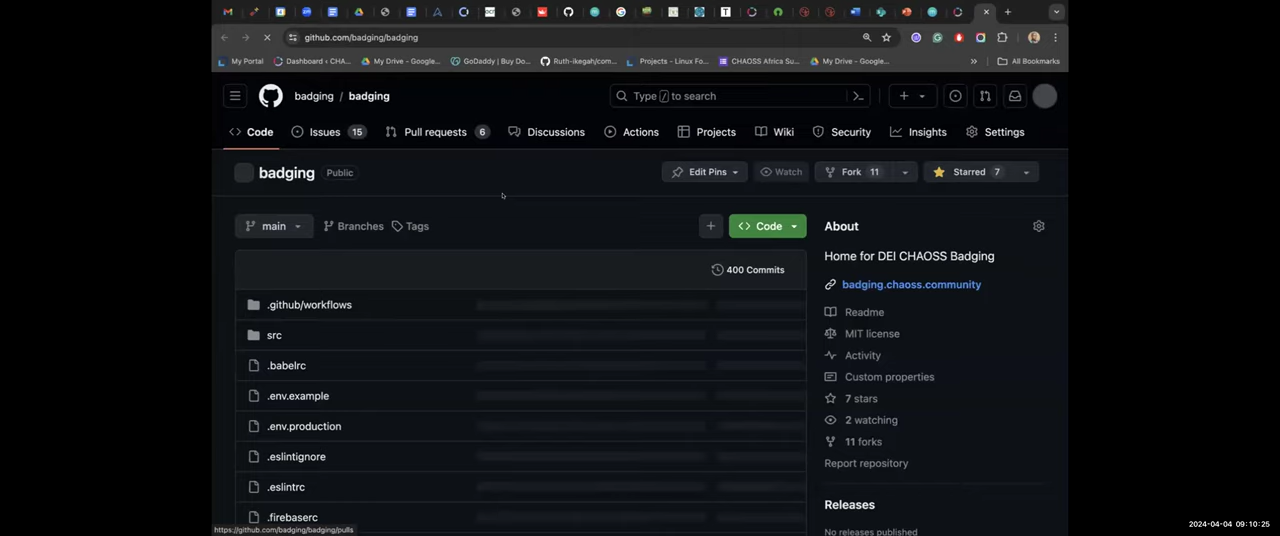 github.com/badging/badging
My Portal
Dashboard ‹ CHA...
My Drive – Google...
GoDaddy | Buy Do...
Ruth-ikegah/com...
Projects - Linux Fo...
CHAOSS Africa Su...
My Drive – Google...
»
All Bookmarks
badging / badging
Type / to search
Code
Issues 15
Pull requests 6
Discussions
Actions
Projects
Wiki
Security
Insights
Settings
badging Public
Edit Pins
Watch
Fork 11
Starred 7
main
Branches
Tags
Code
About
Home for DEI CHAOSS Badging
400 Commits
badging.chaoss.community
.github/workflows
Readme
src
MIT license
Activity
.babelrc
Custom properties
.env.example
7 stars
2 watching
.env.production
11 forks
.eslintignore
Report repository
.eslintrc
Releases
.firebaserc
https://github.com/badging/badging/pulls
No releases published
2024-04-04 09:10:25